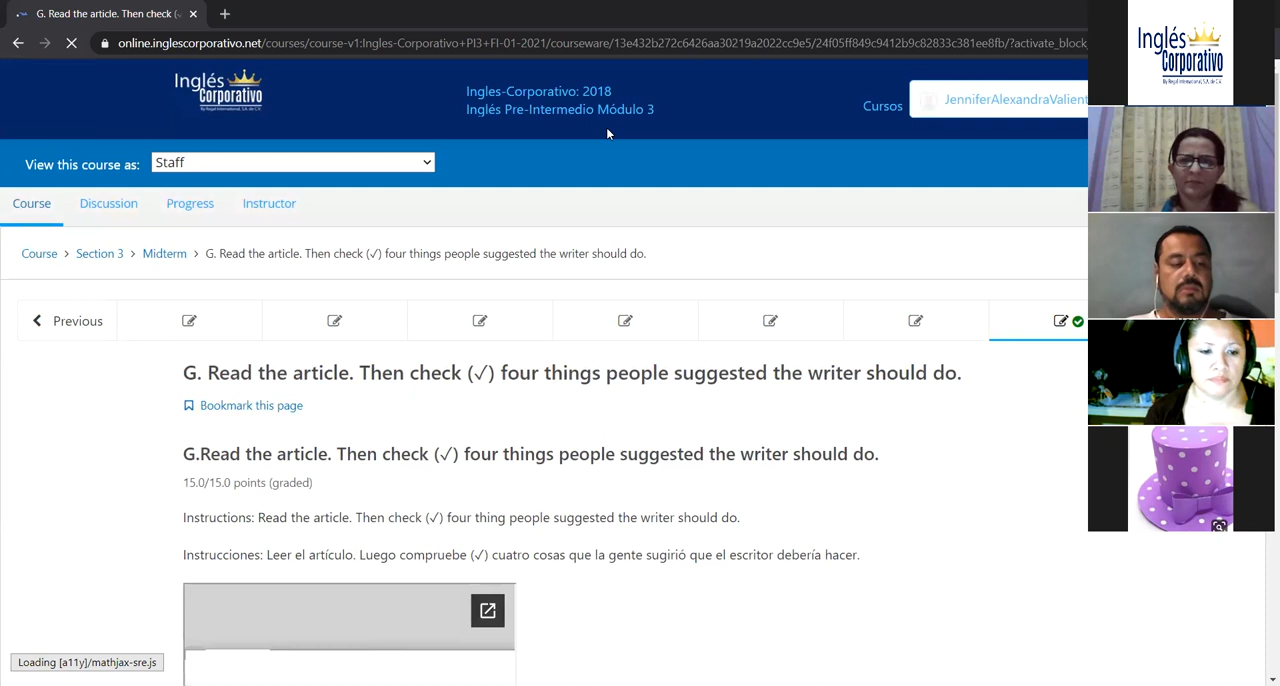 G. Read the article. Then check (✓)
online.inglescorporativo.net/courses/course-v1:Ingles-Corporativo+PI3+FI-01-2021/courseware/13e432b272c6426aa30219a2022cc9e5/24f05ff849c9412b9c82833c381ee8fb/?activate_block_
Inglés
Corporativo
Ingles-Corporativo: 2018
Inglés Pre-Intermedio Módulo 3
Cursos
JenniferAlexandraValient
Inglés
Corporativo
By Regal International, S.A. de C.V.
View this course as:
Staff
Course
Discussion
Progress
Instructor
Course > Section 3 > Midterm > G. Read the article. Then check (✓) four things people suggested the writer should do.
Previous
G. Read the article. Then check (✓) four things people suggested the writer should do.
Bookmark this page
G.Read the article. Then check (✓) four things people suggested the writer should do.
15.0/15.0 points (graded)
Instructions: Read the article. Then check (✓) four thing people suggested the writer should do.
Instrucciones: Leer el artículo. Luego compruebe (✓) cuatro cosas que la gente sugirió que el escritor debería hacer.
Loading [a11y]/mathjax-sre.js